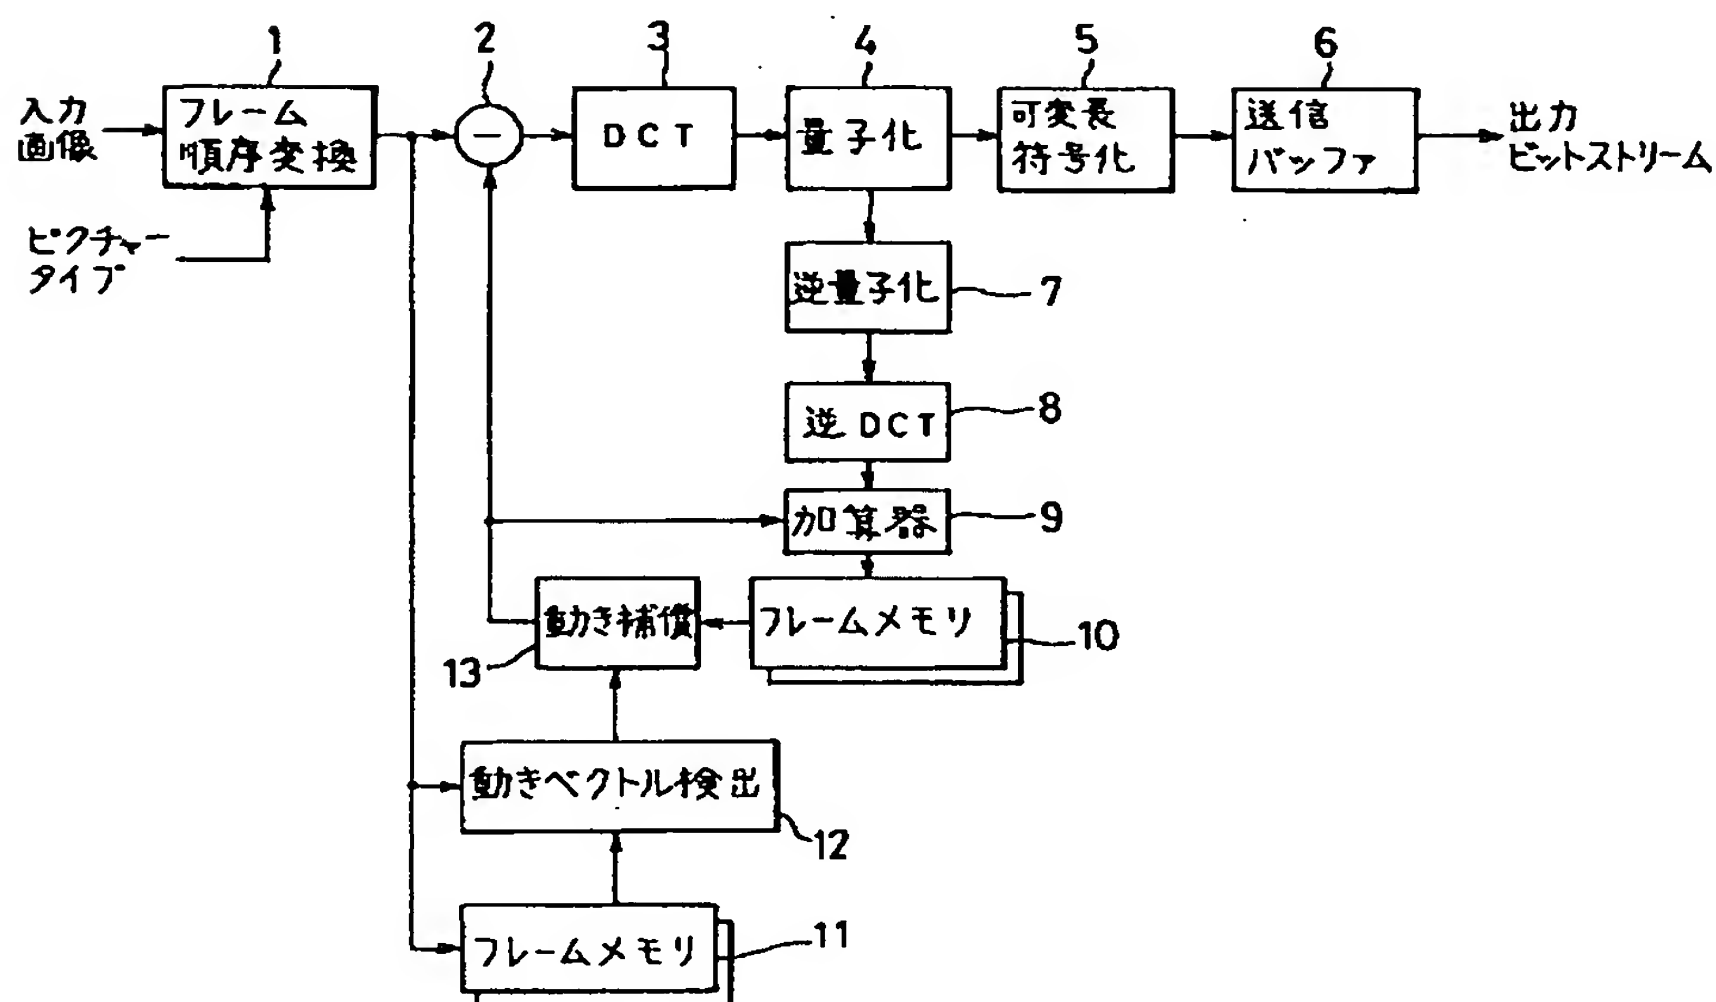 1
2
3
4
5
6
入力
画像
フレーム
順序変換
−
DCT
量子化
可変長
符号化
送信
バッファ
出力
ビットストリーム
ピクチャー
タイプ
逆量子化
7
逆DCT
8
加算器
9
動き補償
13
フレームメモリ
10
動きベクトル検出
12
フレームメモリ
11